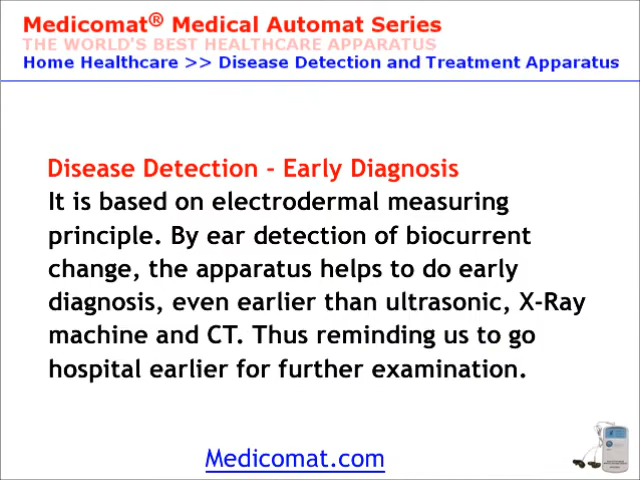 Medicomat® Medical Automat Series
THE WORLD'S BEST HEALTHCARE APPARATUS
Home Healthcare >> Disease Detection and Treatment Apparatus
Disease Detection - Early Diagnosis
It is based on electrodermal measuring
principle. By ear detection of biocurrent
change, the apparatus helps to do early
diagnosis, even earlier than ultrasonic, X-Ray
machine and CT. Thus reminding us to go
hospital earlier for further examination.
Medicomat.com